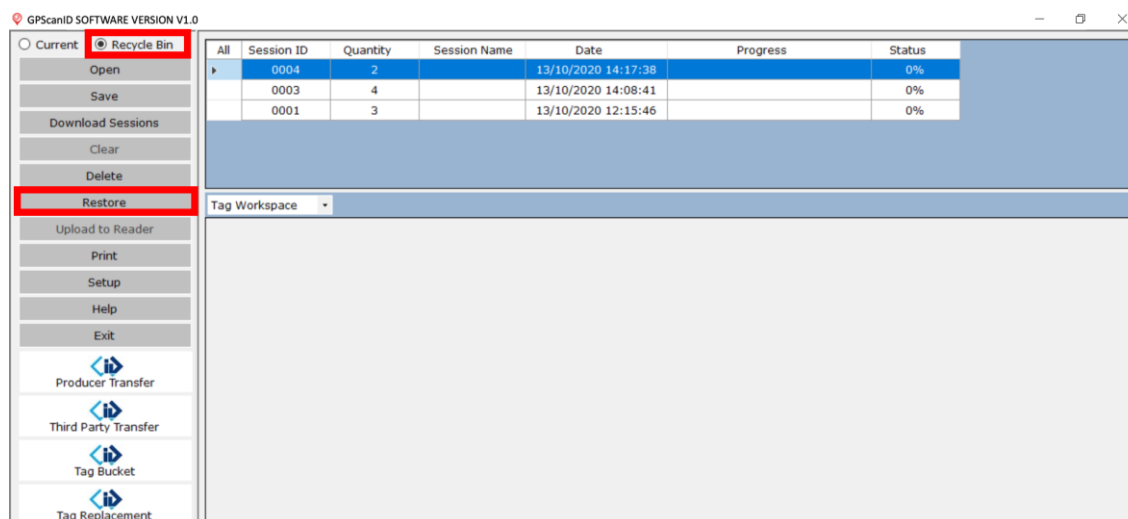 GPScanID SOFTWARE VERSION V1.0
Current Recycle Bin
Open
Save
Download Sessions
Clear
Delete
Restore
Upload to Reader
Print
Setup
Help
Exit
Producer Transfer
Third Party Transfer
Tag Bucket
Tag Replacement
All Session ID Quantity Session Name Date Progress Status
0004 2 13/10/2020 14:17:38 0%
0003 4 13/10/2020 14:08:41 0%
0001 3 13/10/2020 12:15:46 0%
Tag Workspace